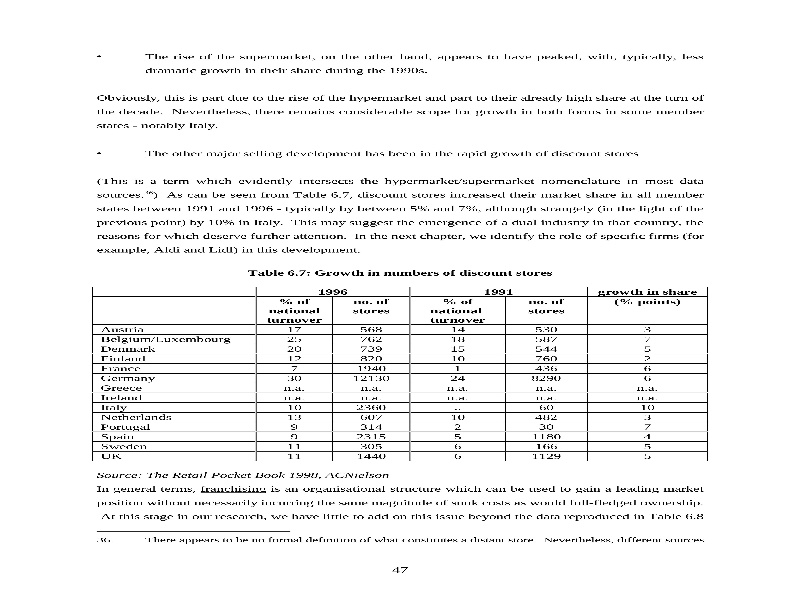 • The rise of the supermarket, on the other hand, appears to have peaked, with, typically, less
dramatic growth in their share during the 1990s.
Obviously, this is part due to the rise of the hypermarket and part to their already high share at the turn of
the decade. Nevertheless, there remains considerable scope for growth in both forms in some member
states - notably Italy.
• The other major selling development has been in the rapid growth of discount stores
(This is a term which evidently intersects the hypermarket/supermarket nomenclature in most data
sources.36) As can be seen from Table 6.7, discount stores increased their market share in all member
states between 1991 and 1996 - typically by between 5% and 7%, although strangely (in the light of the
previous point) by 10% in Italy. This may suggest the emergence of a dual industry in that country, the
reasons for which deserve further attention. In the next chapter, we identify the role of specific firms (for
example, Aldi and Lidl) in this development.
Table 6.7: Growth in numbers of discount stores
1996 1991 growth in share
% of no. of % of no. of (% points)
national stores national stores
turnover turnover
Austria 17 568 14 530 3
Belgium/Luxembourg 25 762 18 587 7
Denmark 20 739 15 544 5
Finland 12 820 10 760 2
France 7 1940 1 436 6
Germany 30 12130 24 8290 6
Greece n.a. n.a. n.a. n.a. n.a.
Ireland n.a. n.a. n.a. n.a. n.a.
Italy 10 2360 .. 60 10
Netherlands 13 607 10 482 3
Portugal 9 314 2 30 7
Spain 9 2315 5 1180 4
Sweden 11 305 6 166 5
UK 11 1440 6 1129 5
Source: The Retail Pocket Book 1998, ACNielson
In general terms, franchising is an organisational structure which can be used to gain a leading market
position without necessarily incurring the same magnitude of sunk costs as would full-fledged ownership.
At this stage in our research, we have little to add on this issue beyond the data reproduced in Table 6.8
36 There appears to be no formal definition of what constitutes a distant store. Nevertheless, different sources
47